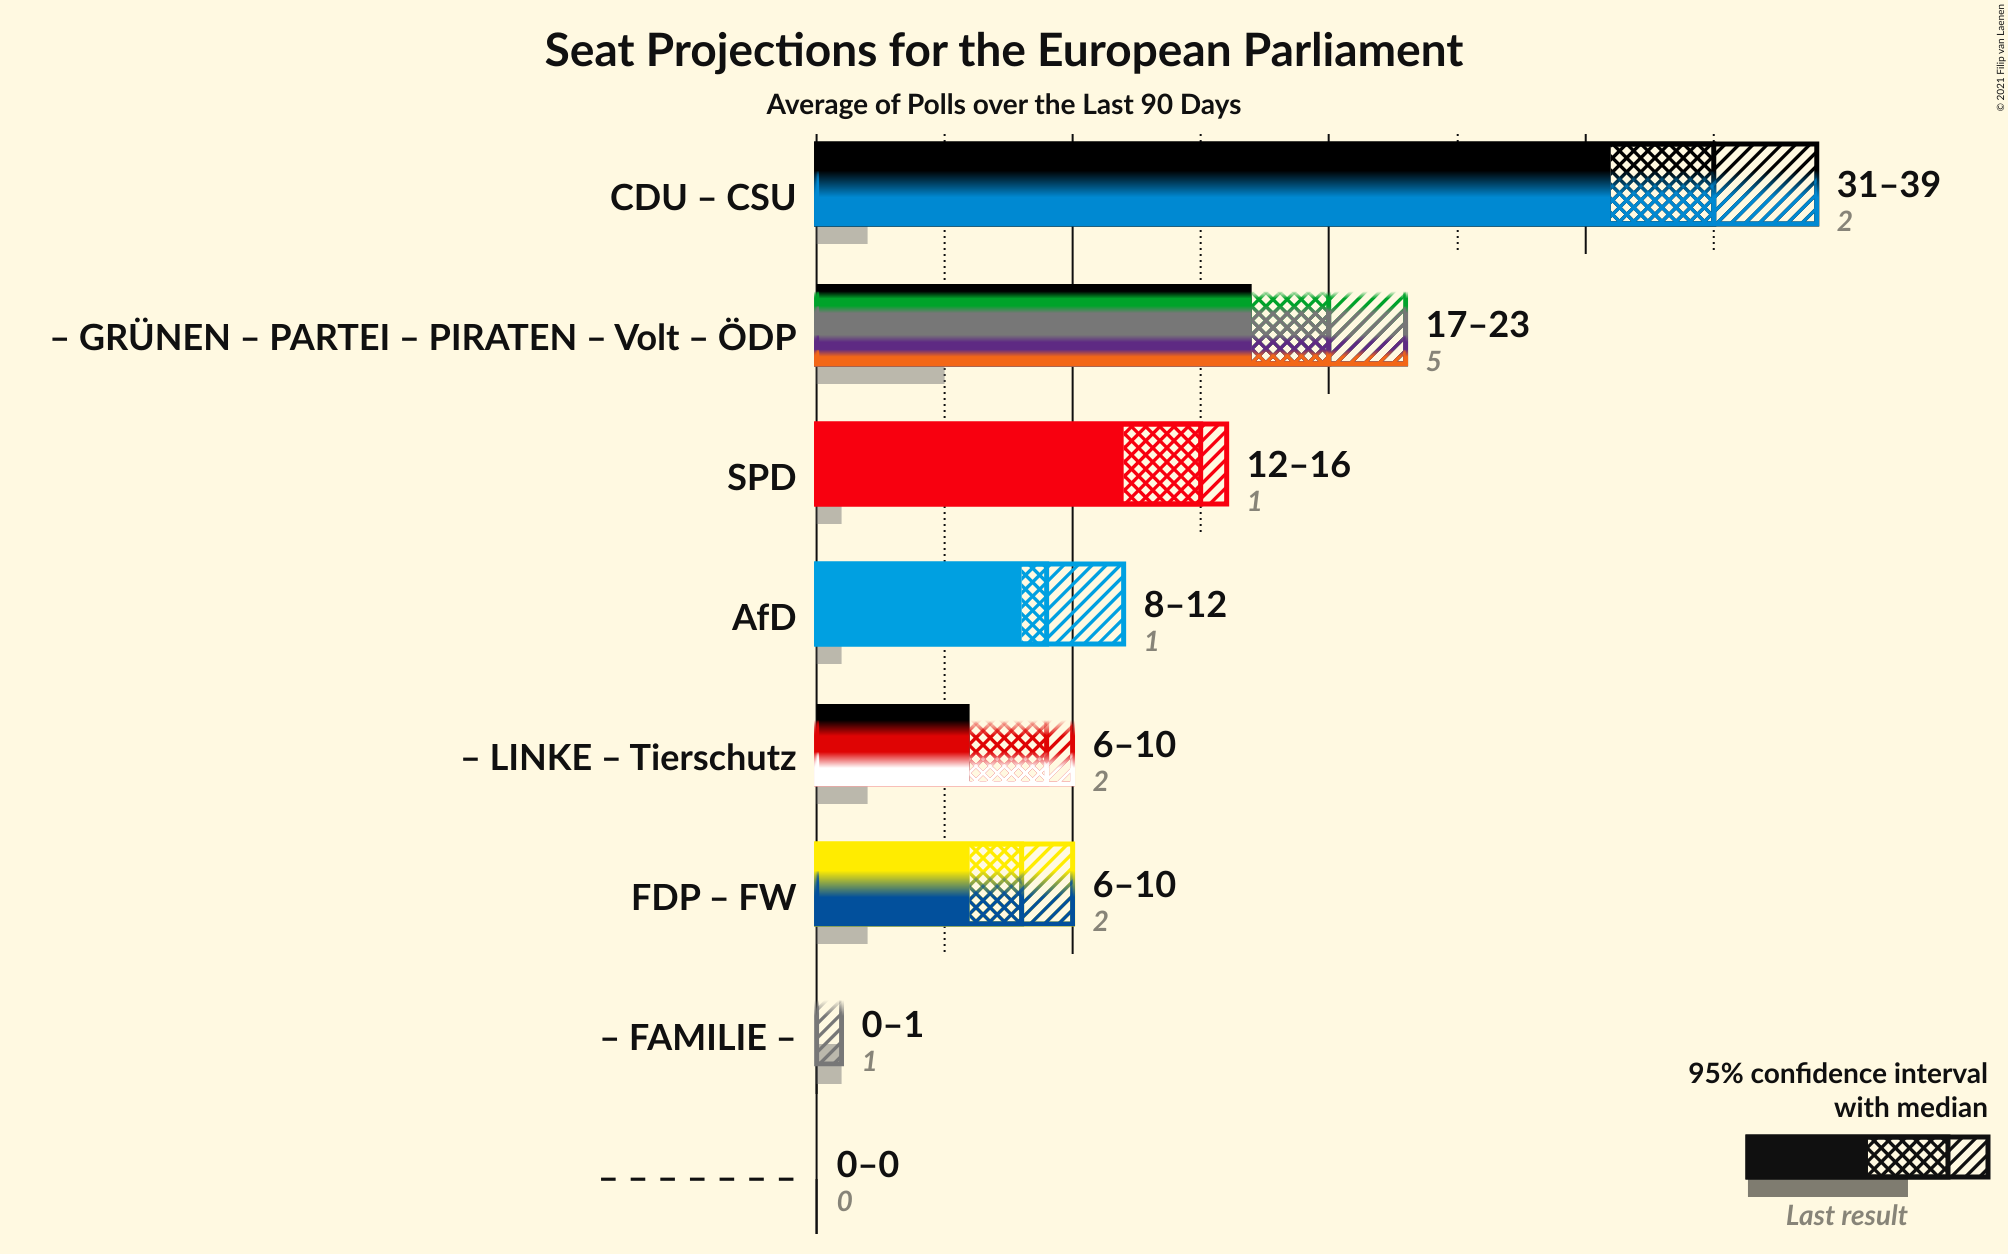 Seat Projections for the European Parliament
Average of Polls over the Last 90 Days
© 2021 Filip van Laenen
CDU – CSU
31–39
2
– GRÜNEN – PARTEI – PIRATEN – Volt – ÖDP
17–23
5
SPD
12–16
1
AfD
8–12
1
– LINKE – Tierschutz
6–10
2
FDP – FW
6–10
2
– FAMILIE –
0–1
1
– – – – – – –
0–0
0
95% confidence interval
with median
Last result